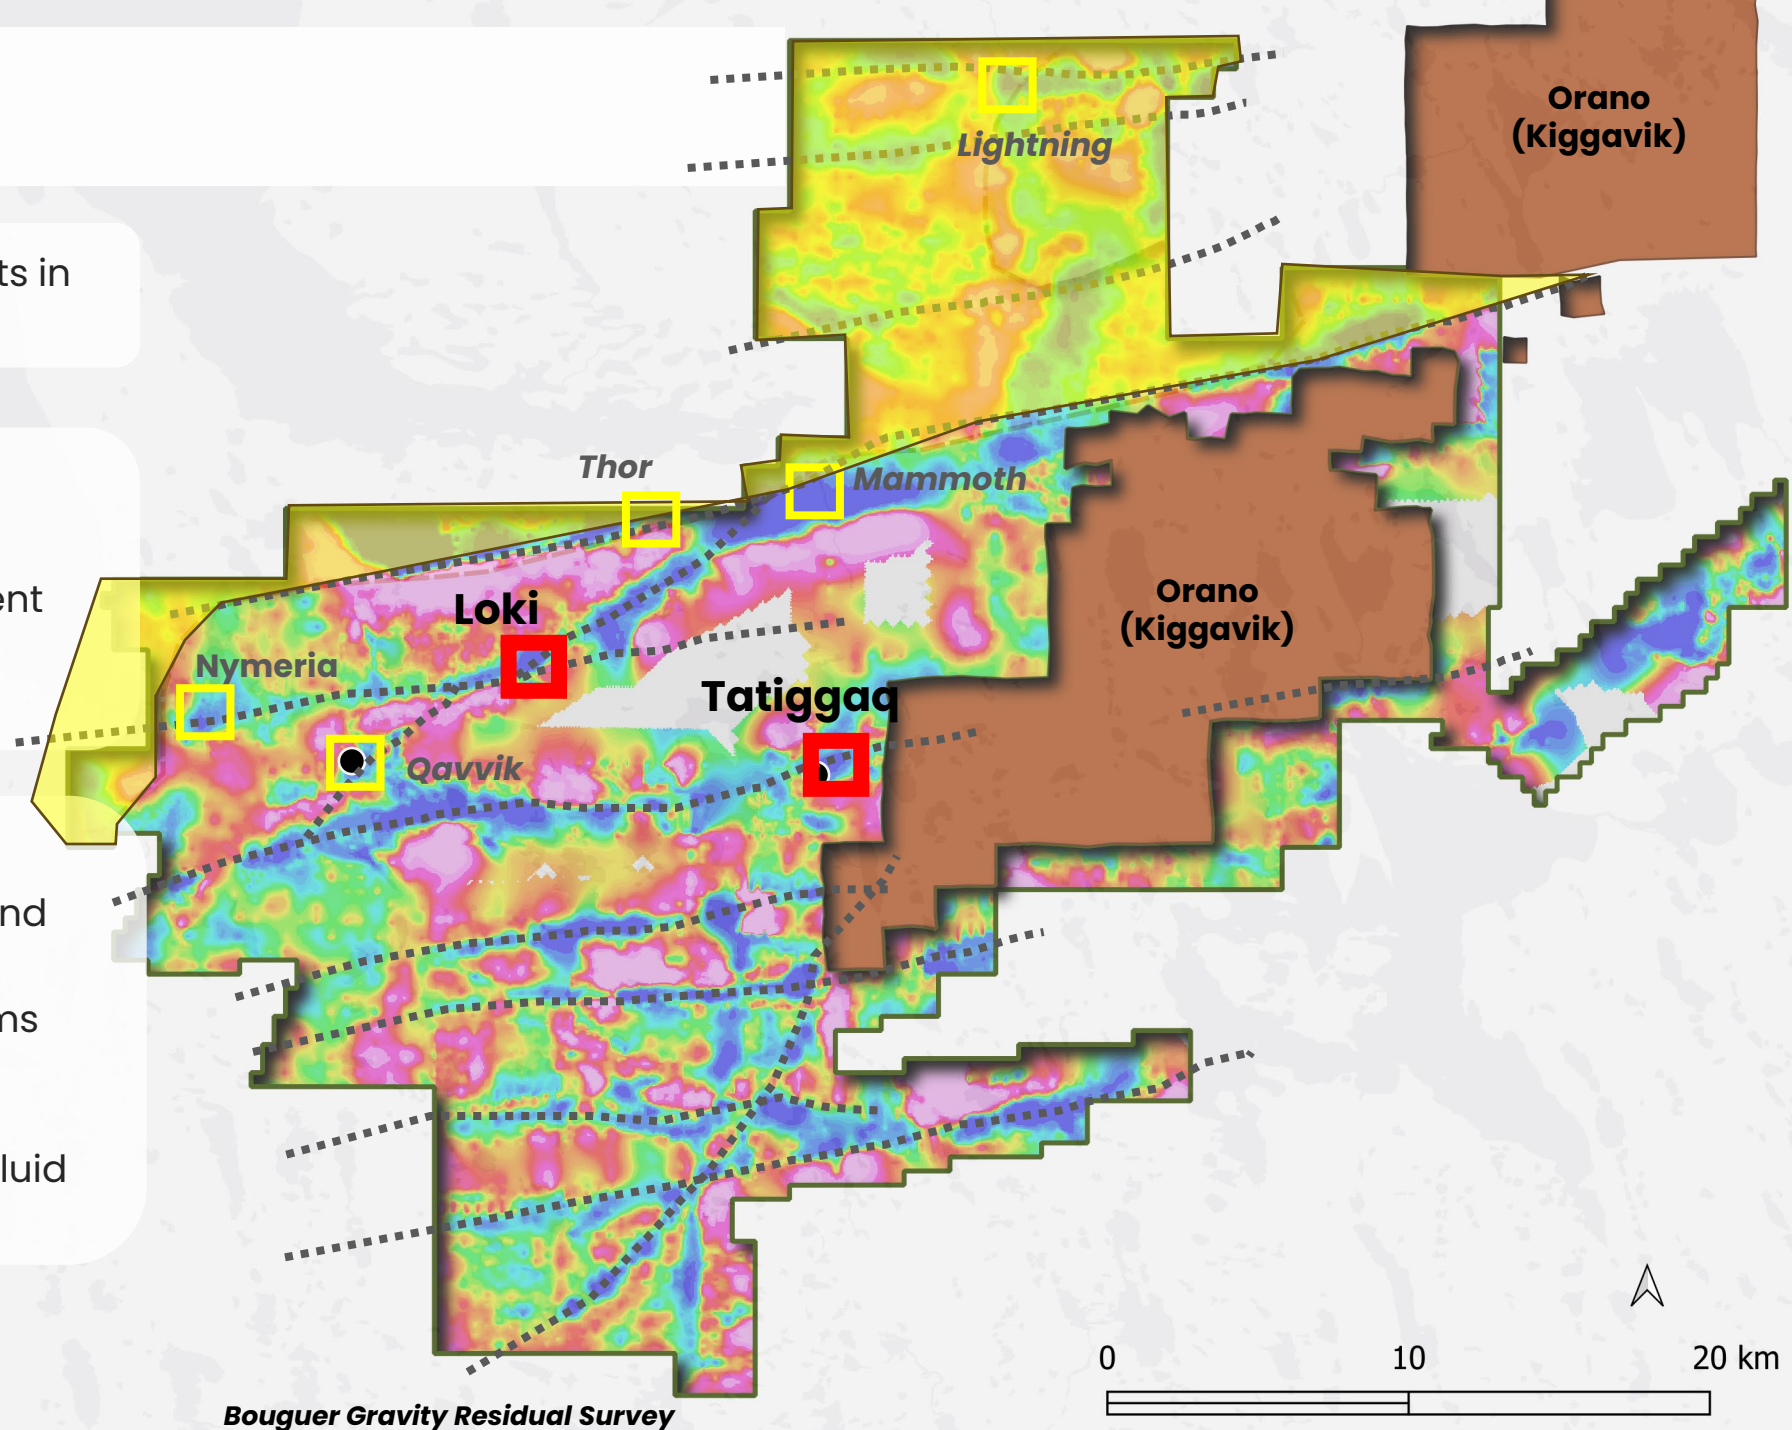 Orano
(Kiggavik)
Lightning
ts in
Thor
Mammoth
ent
Loki
Orano
(Kiggavik)
Nymeria
Tatiggaq
Qavvik
nd
ms
luid
0 10 20 km
Bouguer Gravity Residual Survey